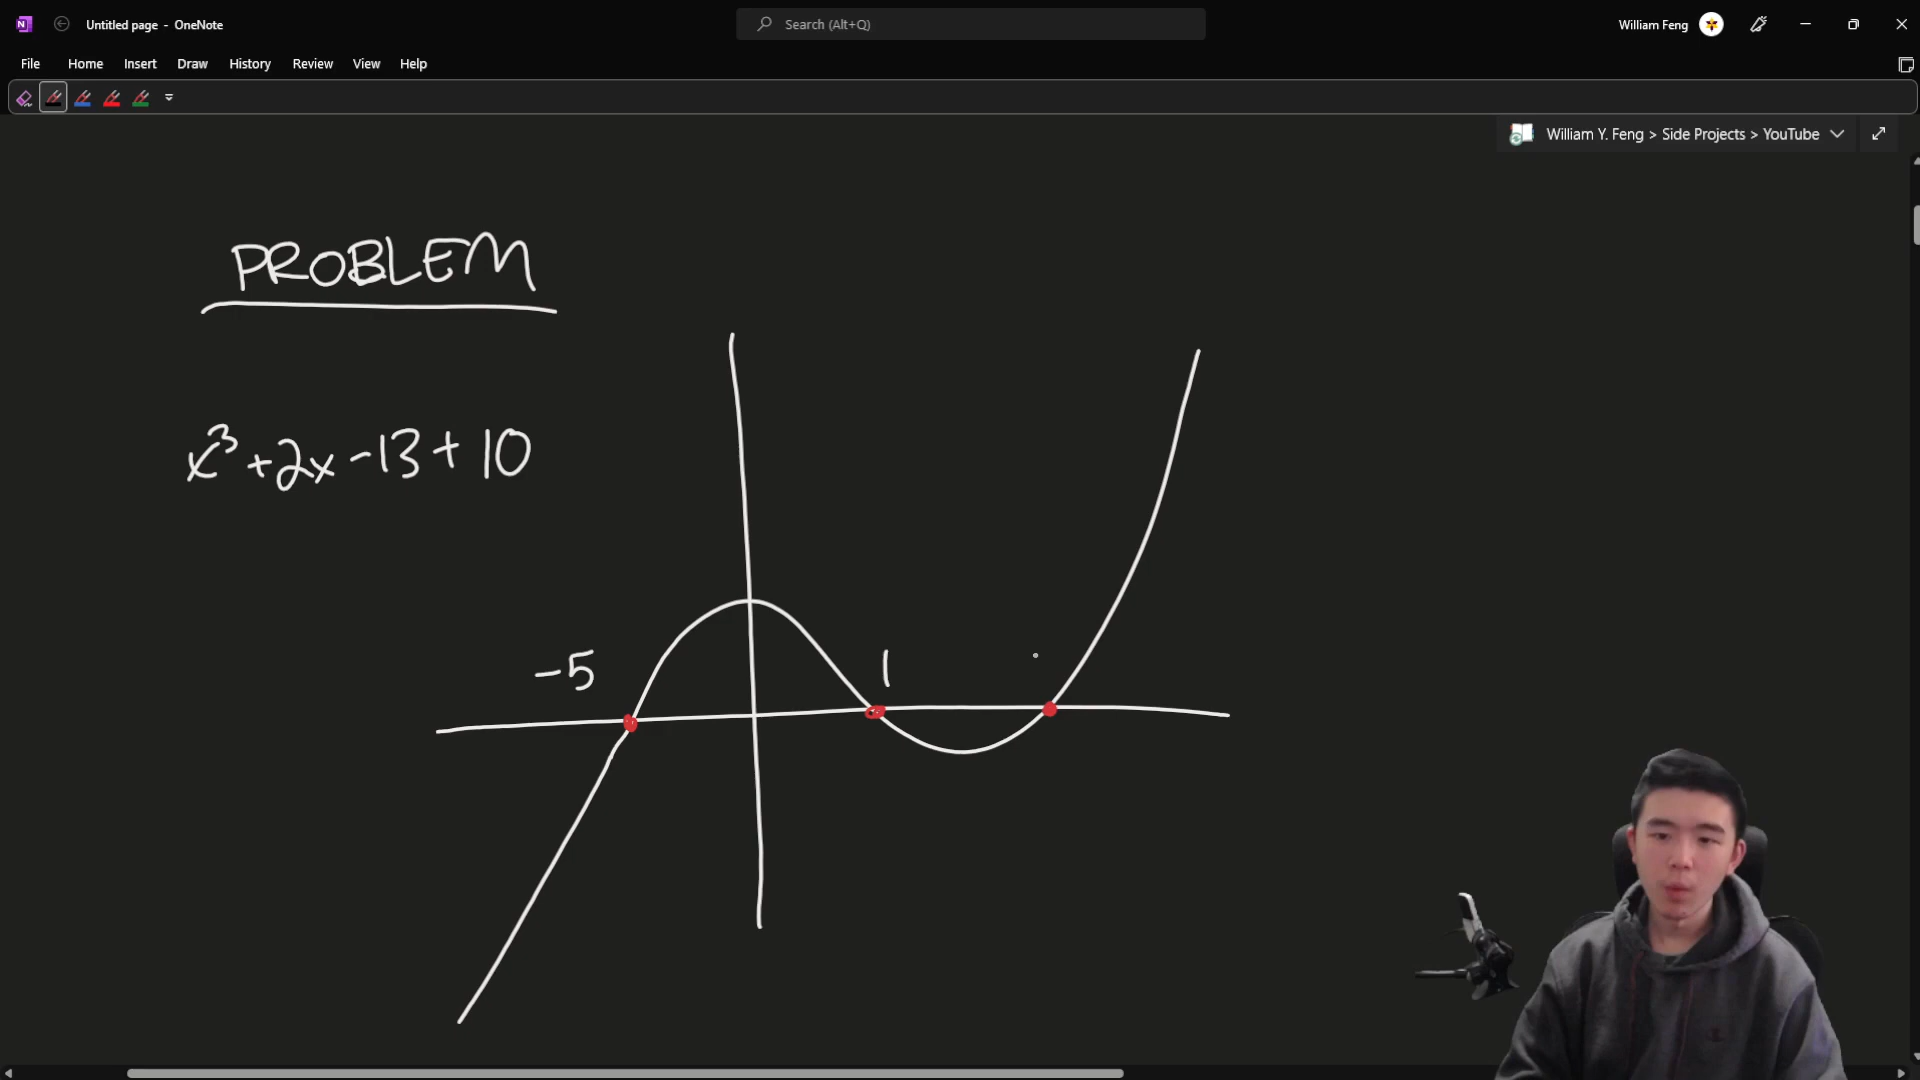 Untitled page - OneNote
Search (Alt+Q)
William Feng
File Home Insert Draw History Review View Help
William Y. Feng > Side Projects > YouTube
PROBLEM
x³ + 2x - 13 + 10
-5
1